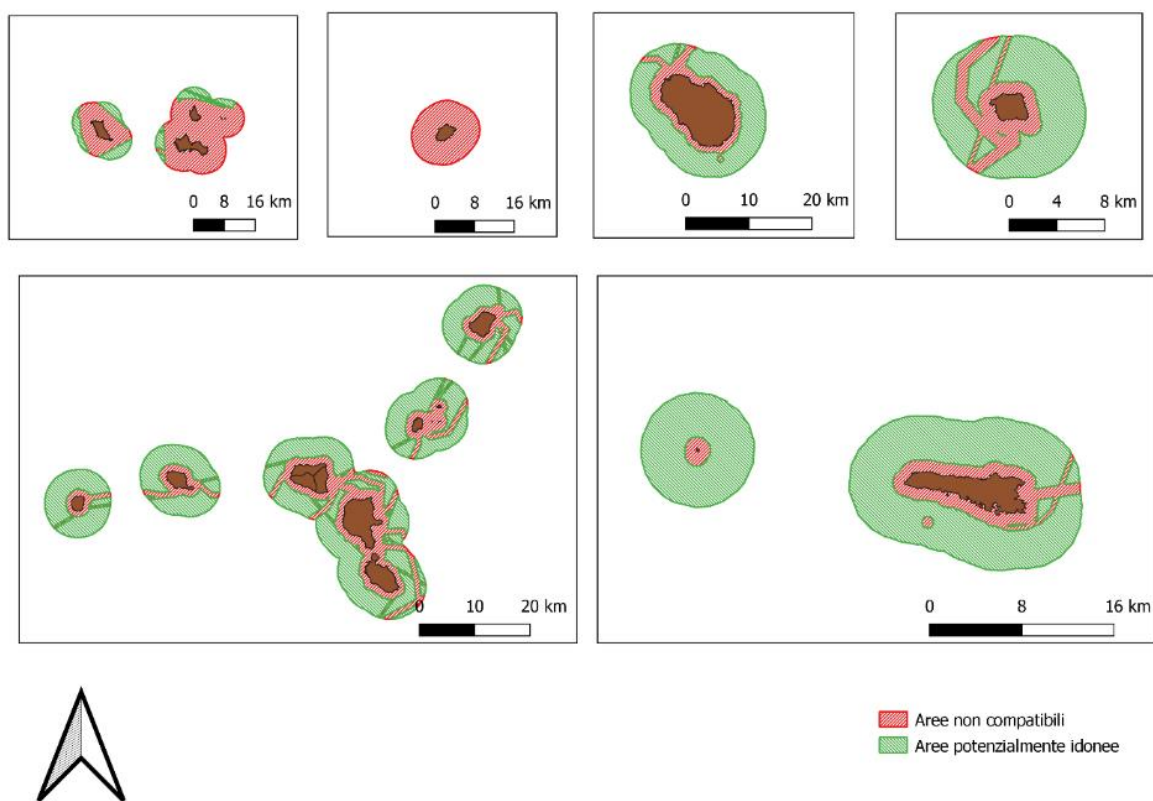 0 8 16 km
0 8 16 km
0 10 20 km
0 4 8 km
0 10 20 km
0 8 16 km
Aree non compatibili
Aree potenzialmente idonee